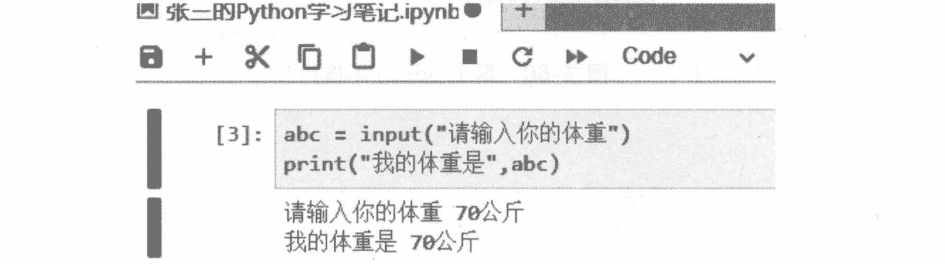 张三的Python学习笔记.ipynb
Code
[3]: abc = input("请输入你的体重")
print("我的体重是",abc)
请输入你的体重 70公斤
我的体重是 70公斤